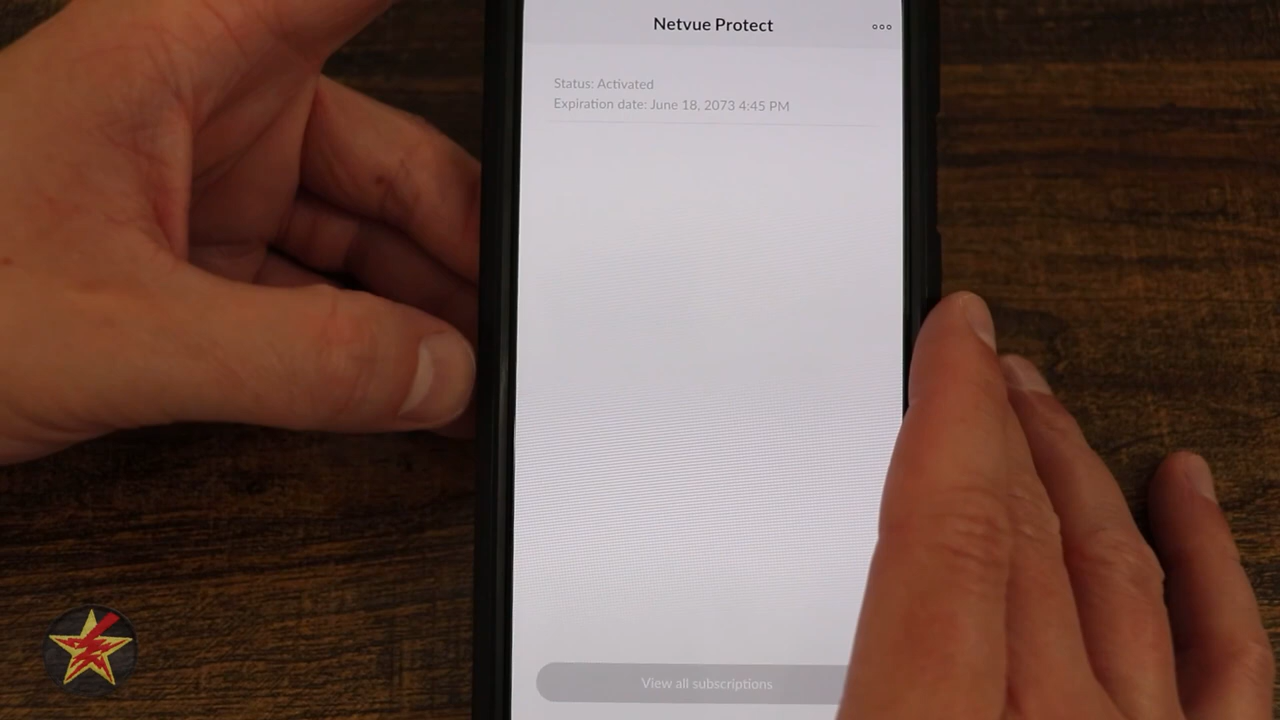 Netvue Protect
Status: Activated
Expiration date: June 18, 2073 4:45 PM
View all subscriptions